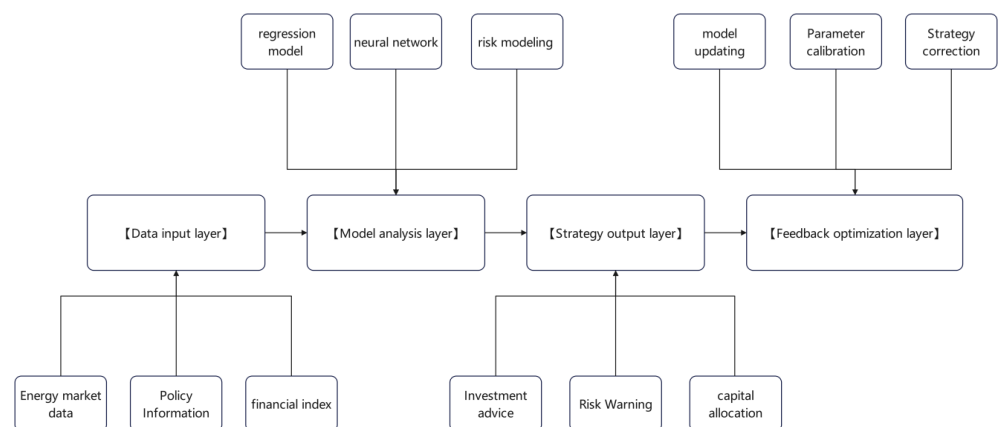 regression
model
neural network
risk modeling
model
updating
Parameter
calibration
Strategy
correction
【Data input layer】
【Model analysis layer】
【Strategy output layer】
【Feedback optimization layer】
Energy market
data
Policy
Information
financial index
Investment
advice
Risk Warning
capital
allocation